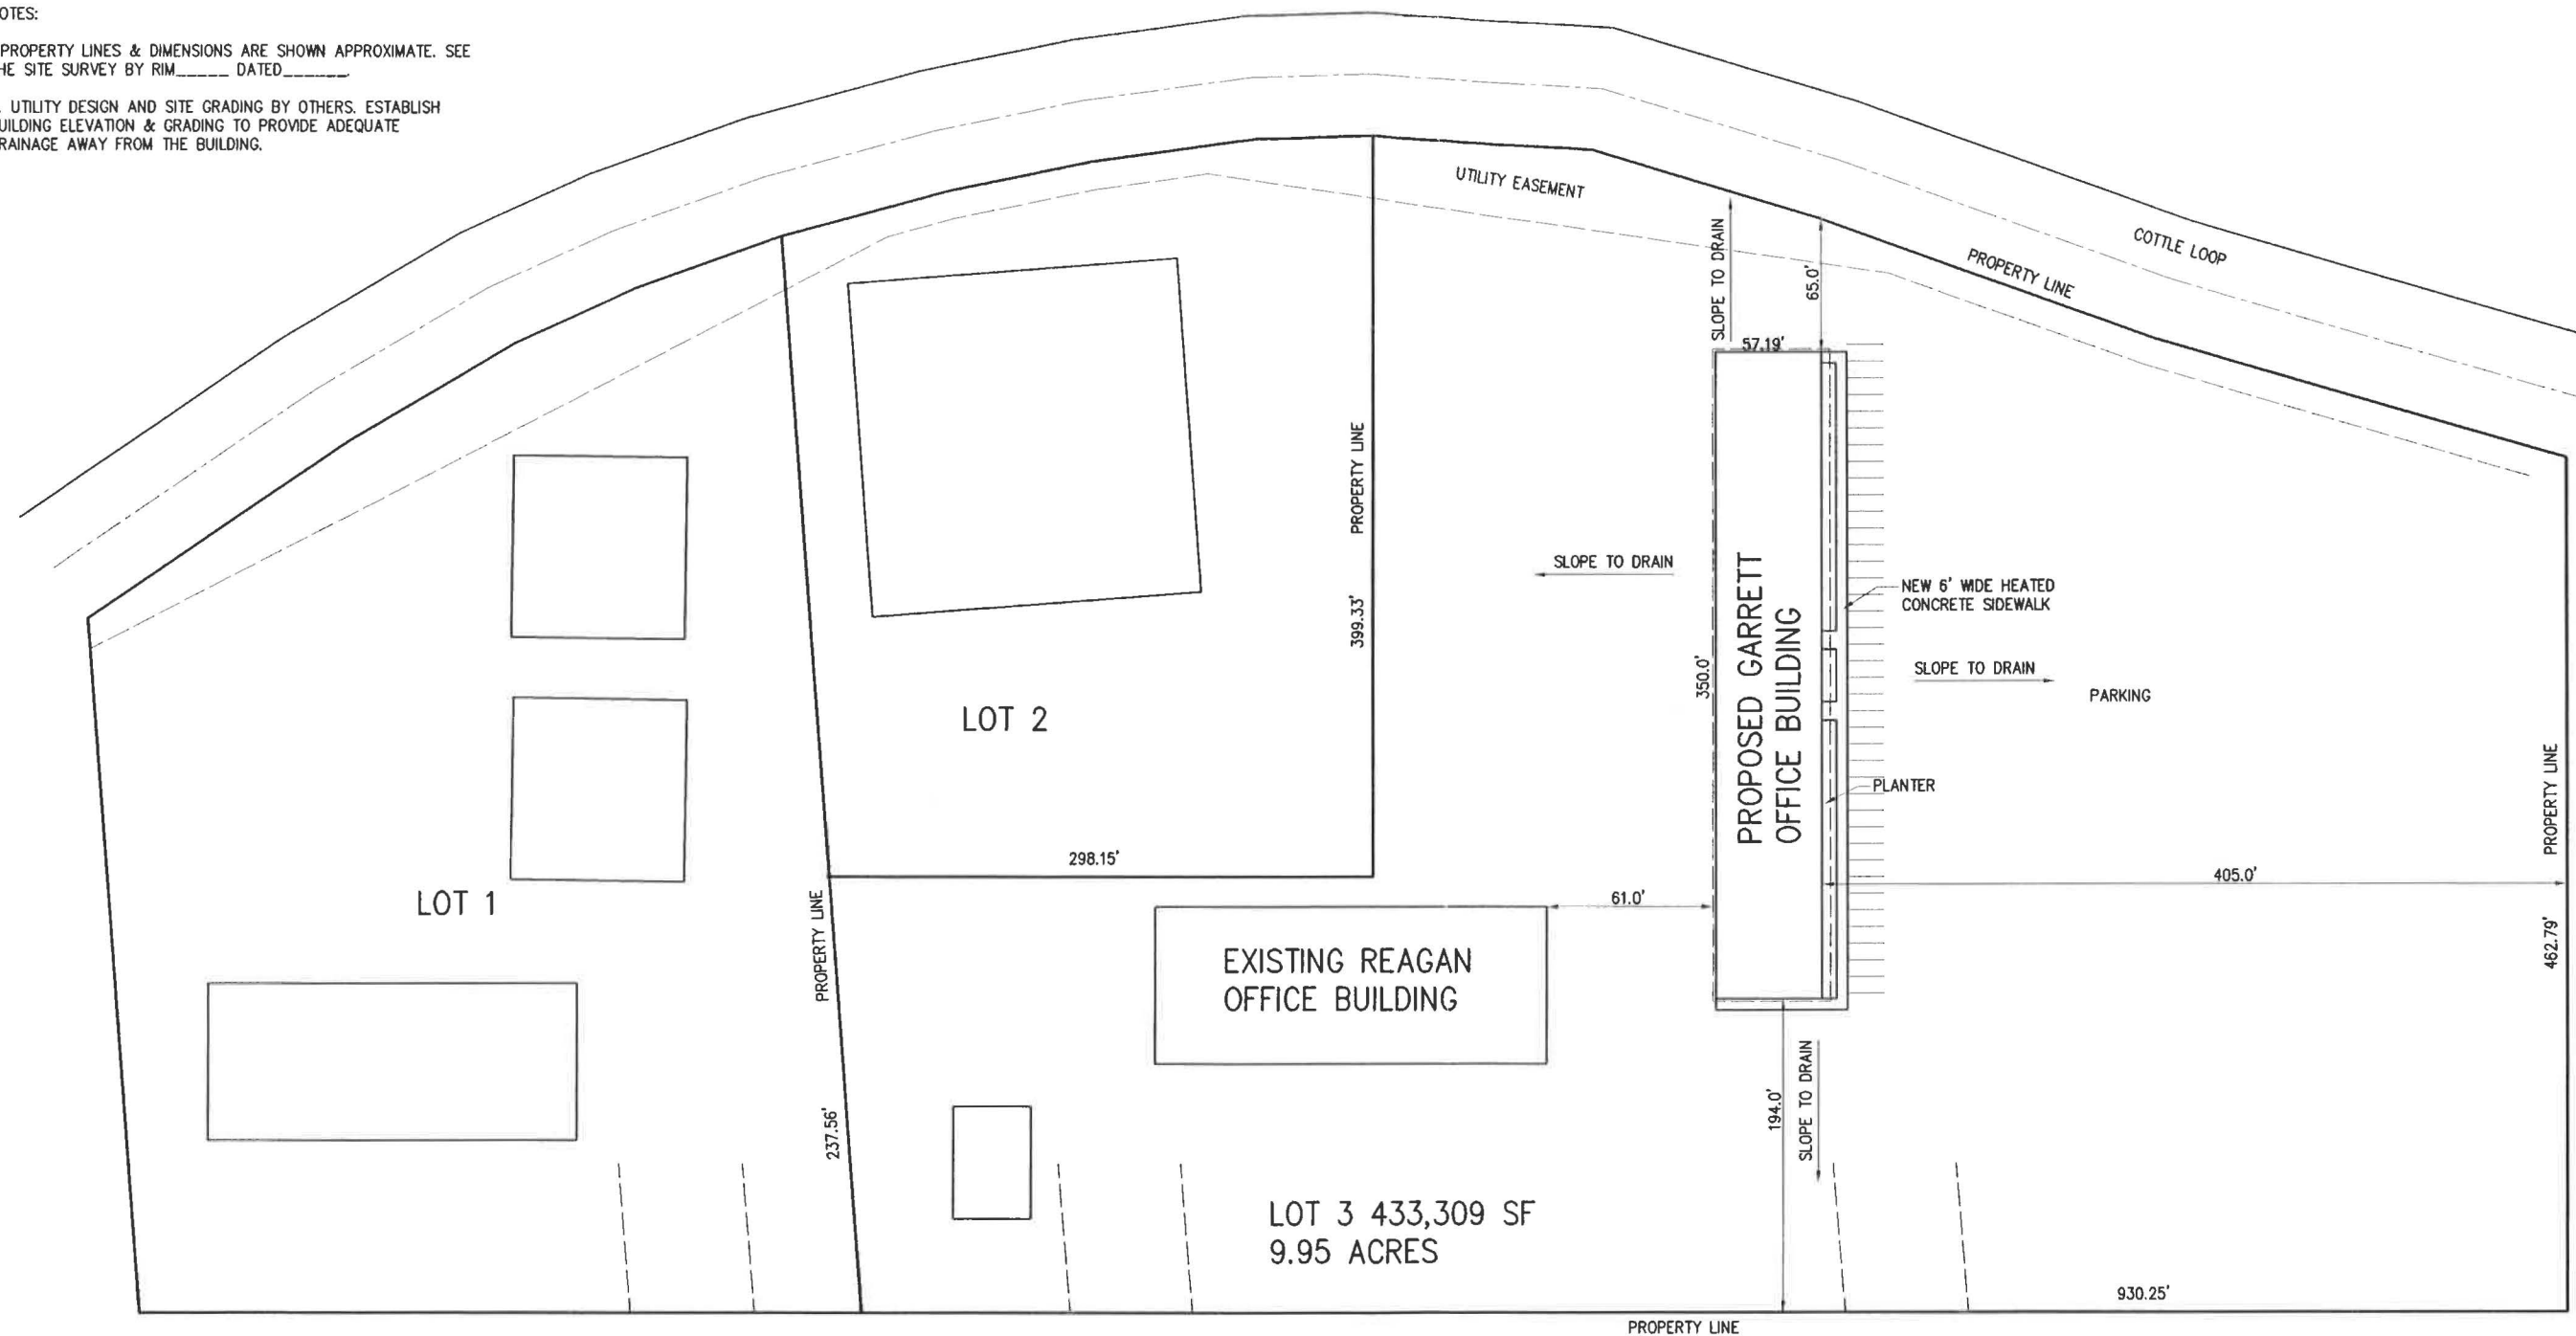 OTES:
PROPERTY LINES & DIMENSIONS ARE SHOWN APPROXIMATE. SEE
HE SITE SURVEY BY RIM_____ DATED______.
. UTILITY DESIGN AND SITE GRADING BY OTHERS. ESTABLISH
UILDING ELEVATION & GRADING TO PROVIDE ADEQUATE
RAINAGE AWAY FROM THE BUILDING.
UTILITY EASEMENT
COTTLE LOOP
PROPERTY LINE
SLOPE TO DRAIN
65.0'
57.19'
PROPERTY LINE
399.33'
SLOPE TO DRAIN
350.0'
PROPOSED GARRETT
OFFICE BUILDING
NEW 6' WIDE HEATED
CONCRETE SIDEWALK
SLOPE TO DRAIN
PARKING
LOT 2
PLANTER
PROPERTY LINE
298.15'
405.0'
LOT 1
PROPERTY LINE
61.0'
462.79'
EXISTING REAGAN
OFFICE BUILDING
237.56'
194.0'
SLOPE TO DRAIN
LOT 3 433,309 SF
9.95 ACRES
930.25'
PROPERTY LINE